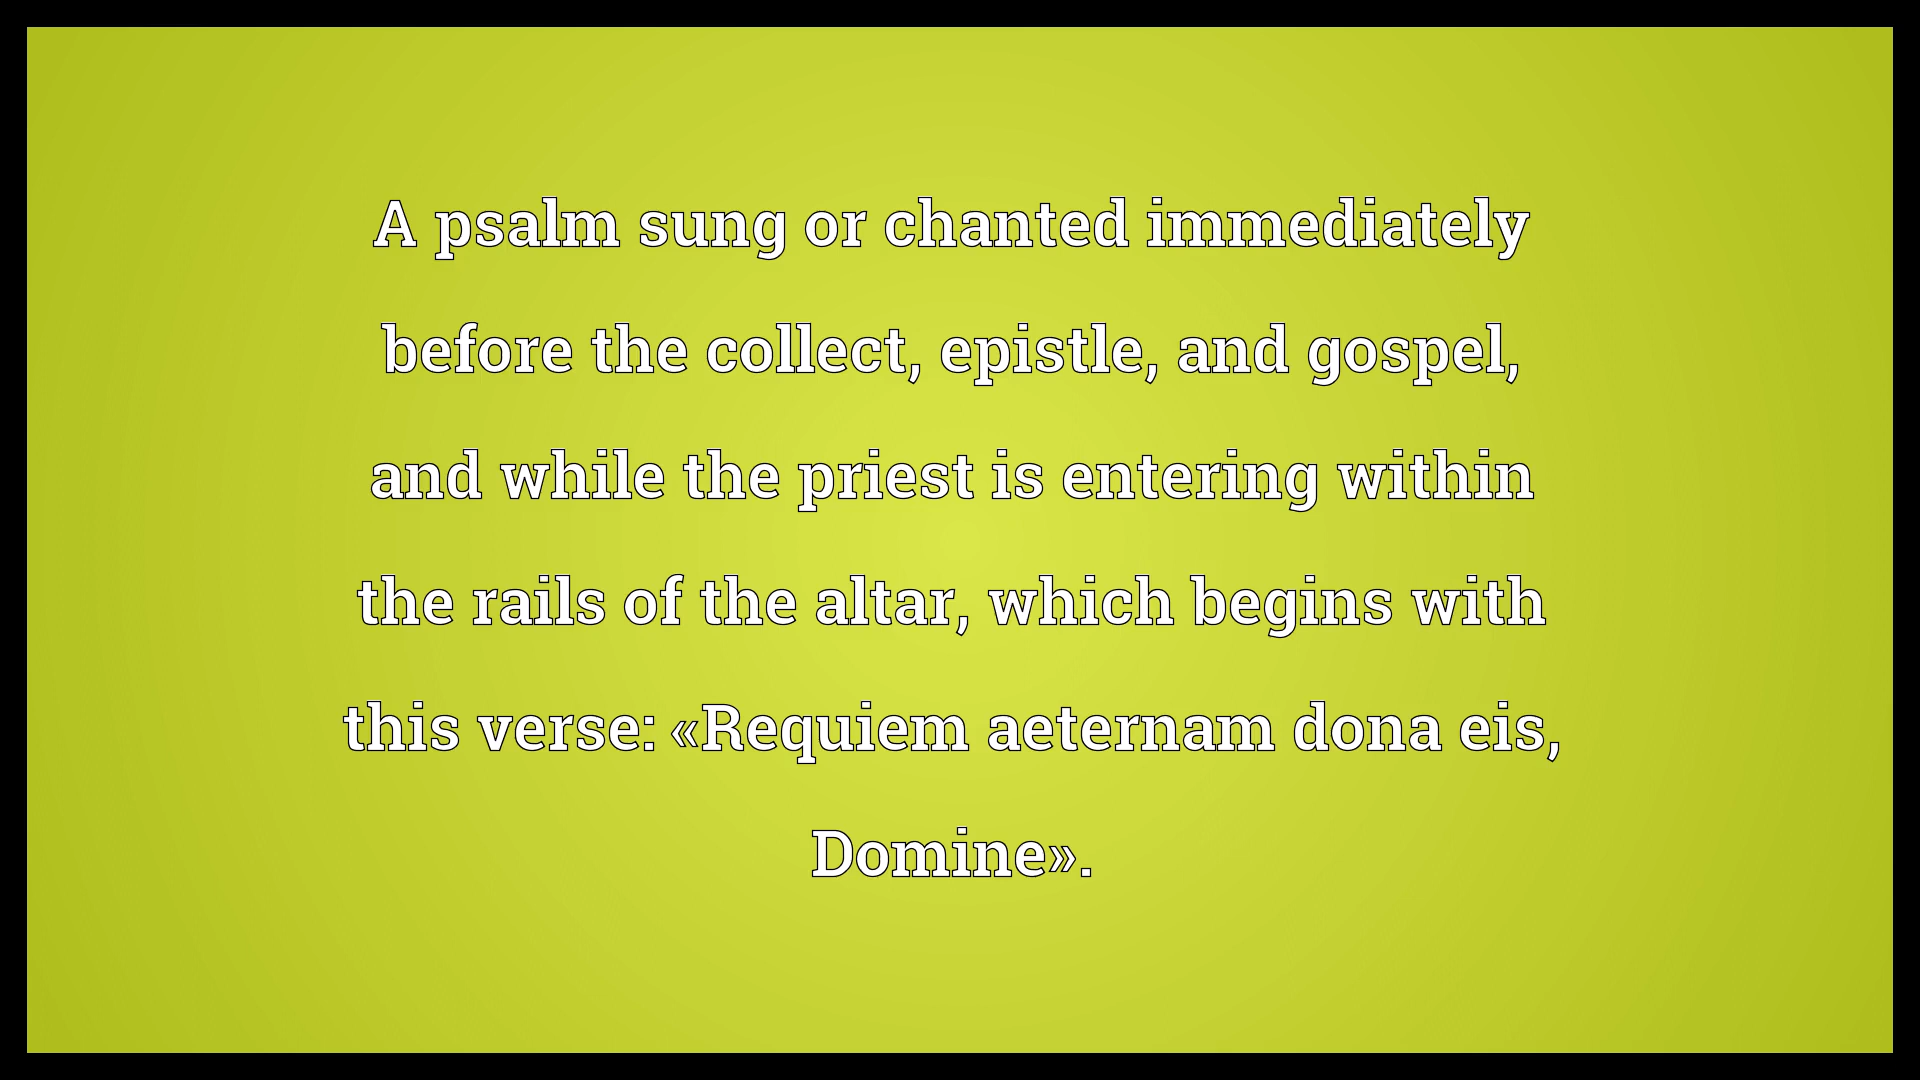 A psalm sung or chanted immediately
before the collect, epistle, and gospel,
and while the priest is entering within
the rails of the altar, which begins with
this verse: «Requiem aeternam dona eis,
Domine».